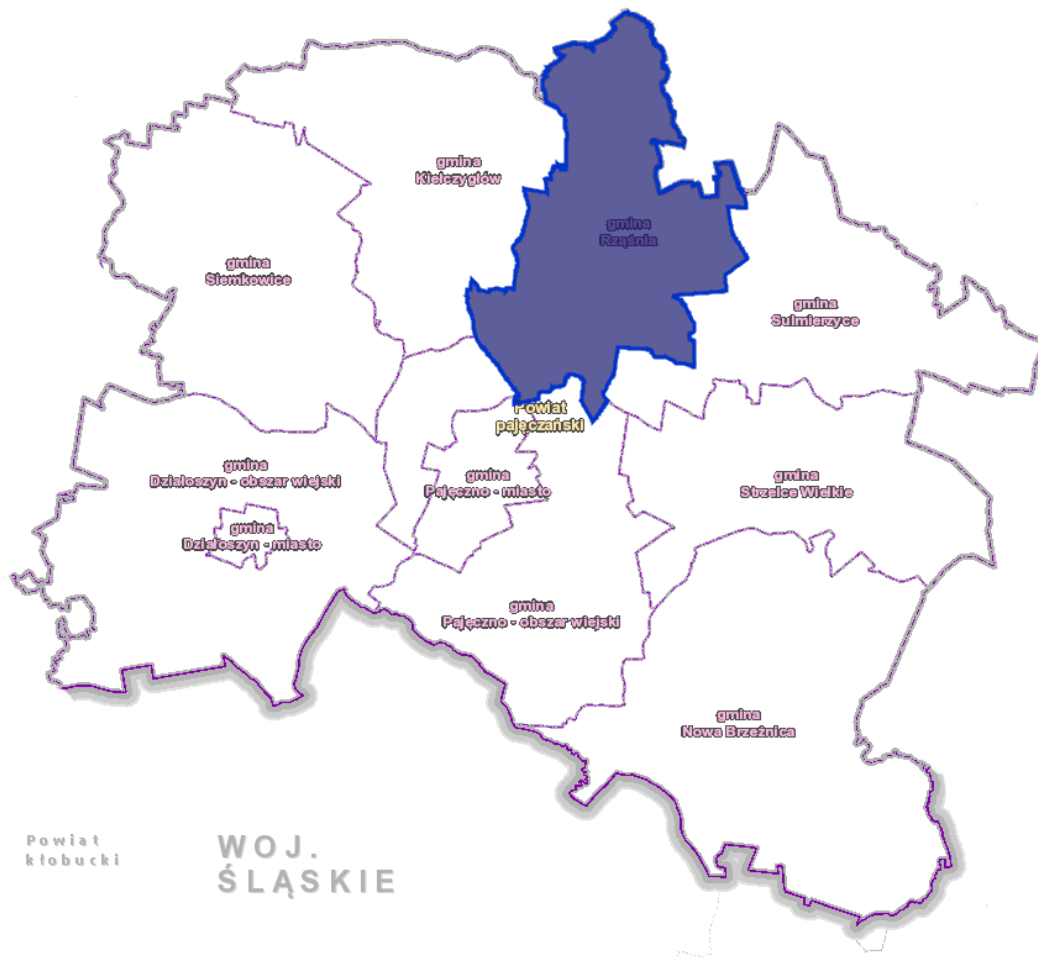 gmina
Kiełczygłów
gmina
Rząśnia
gmina
Siemkowice
gmina
Sulmierzyce
Powiat
pajęczański
gmina
Działoszyn - obszar wiejski
gmina
Pajęczno - miasto
gmina
Strzelce Wielkie
gmina
Działoszyn - miasto
gmina
Pajęczno - obszar wiejski
gmina
Nowa Brzeźnica
Powiat
kłobucki
WOJ.
ŚLĄSKIE